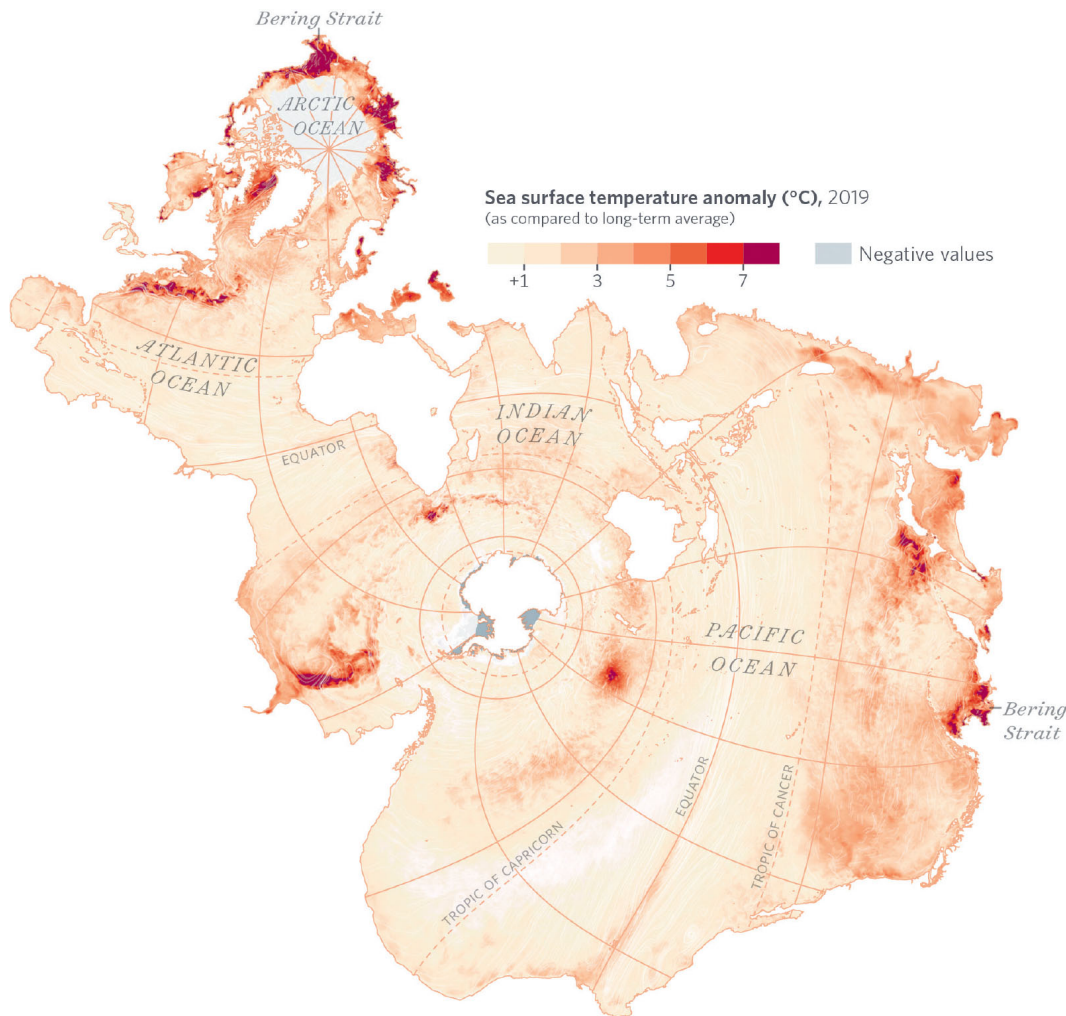 Bering Strait
ARCTIC
OCEAN
Sea surface temperature anomaly (°C), 2019
(as compared to long-term average)
+1 3 5 7
Negative values
ATLANTIC
OCEAN
INDIAN
OCEAN
EQUATOR
PACIFIC
OCEAN
Bering
Strait
EQUATOR
TROPIC OF CANCER
TROPIC OF CAPRICORN